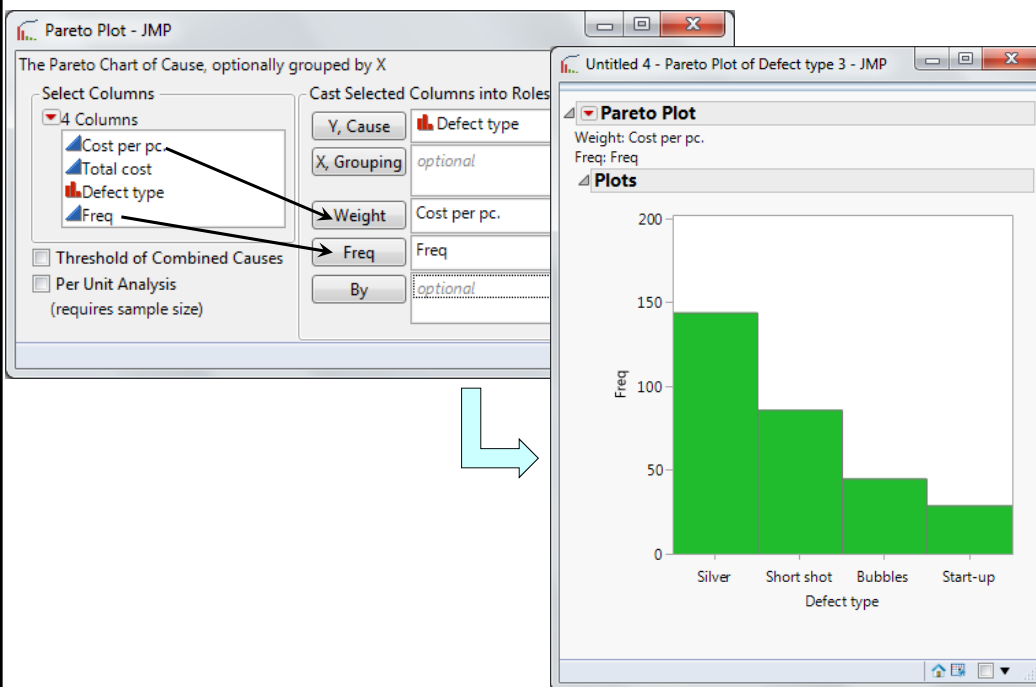 Pareto Plot - JMP
The Pareto Chart of Cause, optionally grouped by X
Select Columns
4 Columns
Cost per pc.
Total cost
Defect type
Freq
Threshold of Combined Causes
Per Unit Analysis
(requires sample size)
Cast Selected Columns into Roles
Y, Cause
Defect type
X, Grouping
optional
Weight
Cost per pc.
Freq
Freq
By
optional
Untitled 4 - Pareto Plot of Defect type 3 - JMP
Pareto Plot
Weight: Cost per pc.
Freq: Freq
Plots
200
150
100
50
0
Freq
Silver Short shot Bubbles Start-up
Defect type